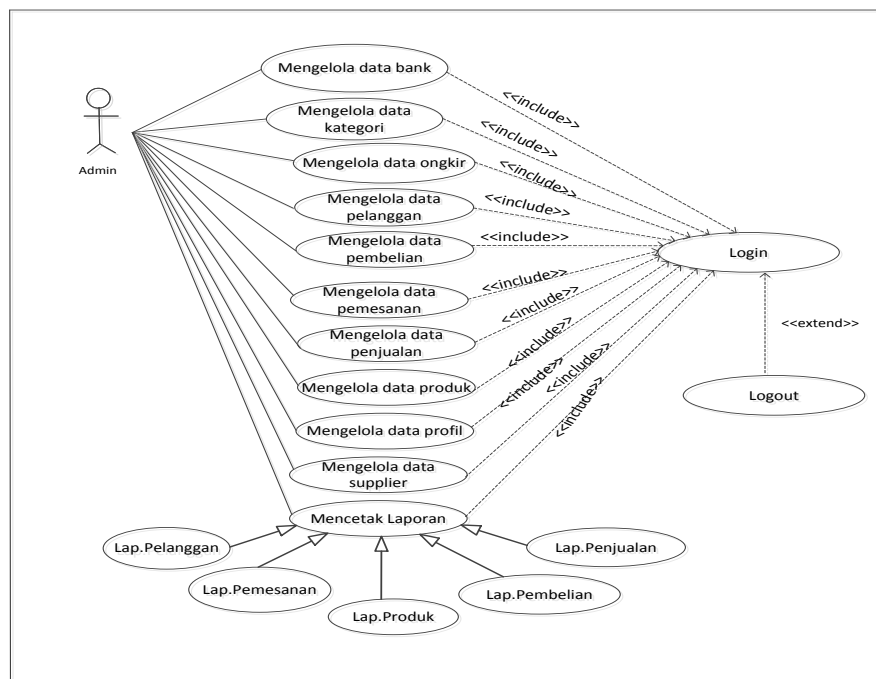 Mengelola data bank
<<include>>
Mengelola data
kategori
<<include>>
Mengelola data ongkir
<<include>>
Admin
Mengelola data
pelanggan
<<include>>
Mengelola data
pembelian
<<include>>
Login
Mengelola data
pemesanan
<<include>>
Mengelola data
penjualan
<<include>>
<<extend>>
Mengelola data produk
<<include>>
Logout
Mengelola data profil
<<include>>
Mengelola data
supplier
<<include>>
Mencetak Laporan
<<include>>
Lap.Pelanggan
Lap.Penjualan
Lap.Pemesanan
Lap.Pembelian
Lap.Produk